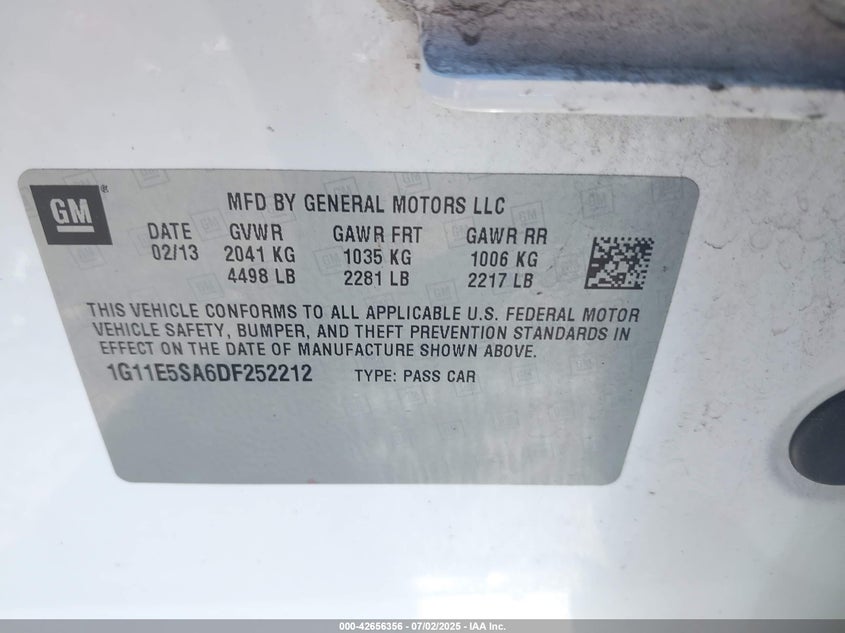 GM
®
MFD BY GENERAL MOTORS LLC
DATE GVWR GAWR FRT GAWR RR
02/13 2041 KG 1035 KG 1006 KG
4498 LB 2281 LB 2217 LB
THIS VEHICLE CONFORMS TO ALL APPLICABLE U.S. FEDERAL MOTOR
VEHICLE SAFETY, BUMPER, AND THEFT PREVENTION STANDARDS IN
EFFECT ON THE DATE OF MANUFACTURE SHOWN ABOVE.
1G11E5SA6DF252212 TYPE: PASS CAR
000-42656356 - 07/02/2025 - IAA Inc.